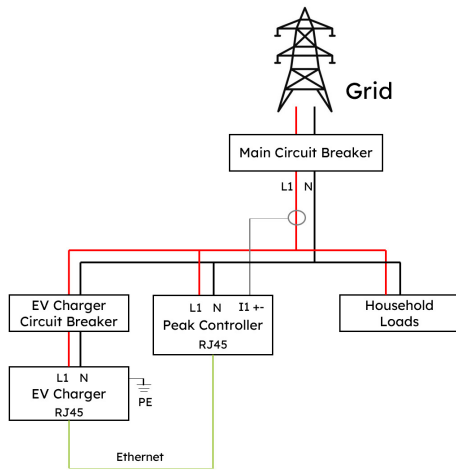 Grid
Main Circuit Breaker
L1 N
EV Charger
Circuit Breaker
L1 N I1 +-
Peak Controller
RJ45
Household
Loads
L1 N
EV Charger
RJ45
PE
Ethernet